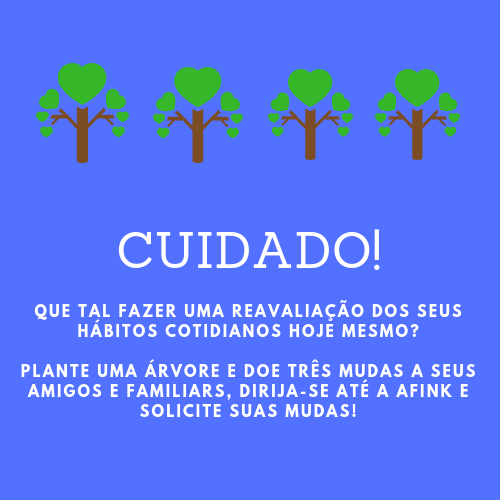 CUIDADO!
QUE TAL FAZER UMA REAVALIAÇÃO DOS SEUS
HÁBITOS COTIDIANOS HOJE MESMO?
PLANTE UMA ÁRVORE E DOE TRÊS MUDAS A SEUS
AMIGOS E FAMILIARS, DIRIJA-SE ATÉ A AFINK E
SOLICITE SUAS MUDAS!